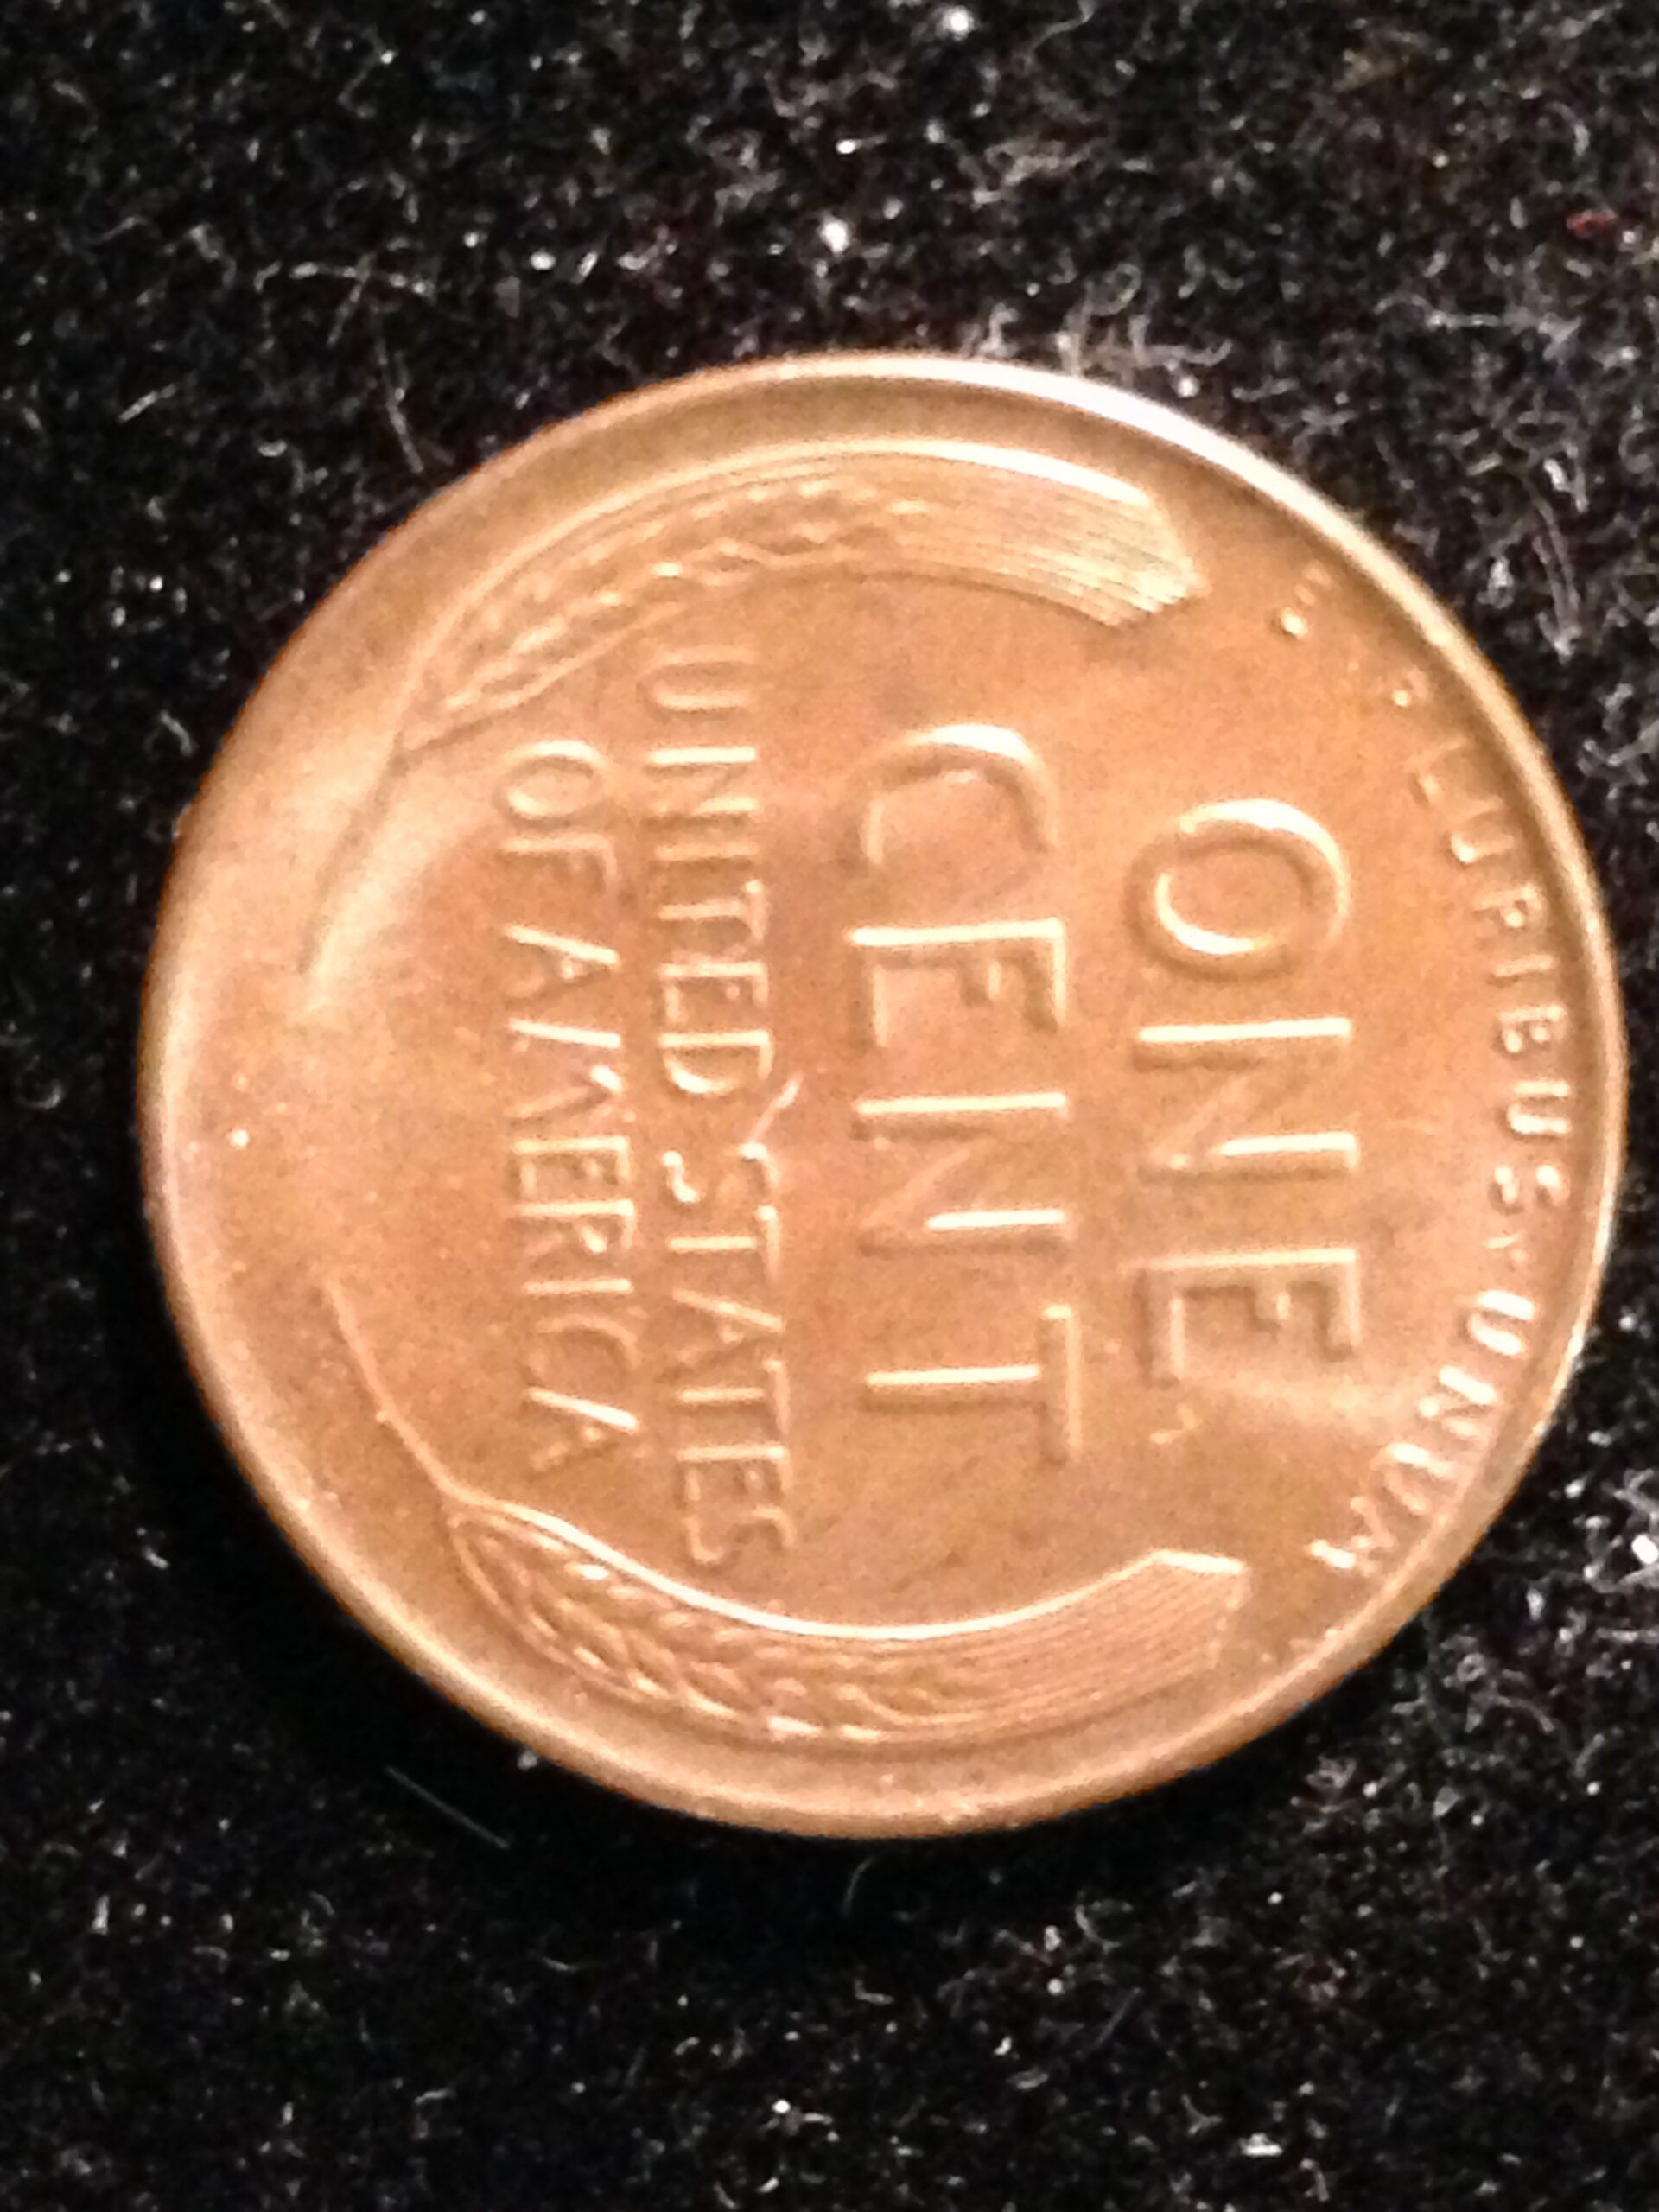 E · PLURIBUS · UNUM
ONE
CENT
UNITED STATES
OF AMERICA